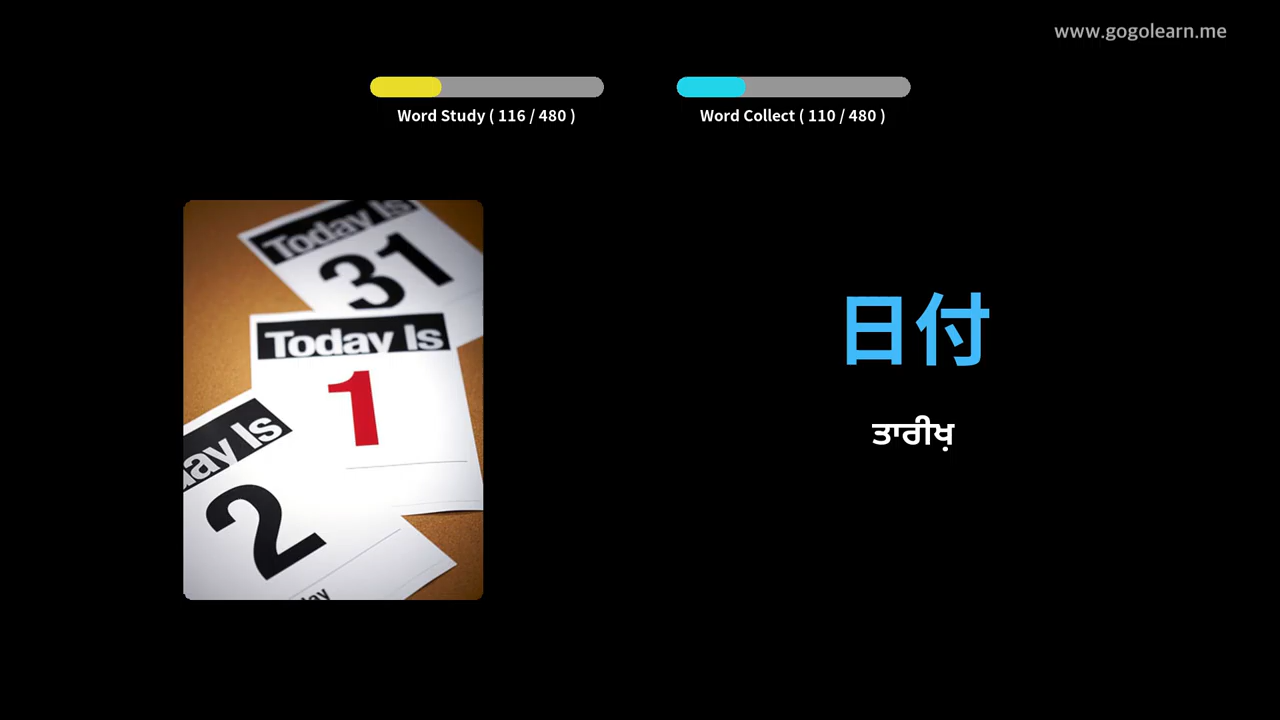 www.gogolearn.me
Word Study ( 116 / 480 )
Word Collect ( 110 / 480 )
Today Is
31
Today Is
1
ay Is
2
日付
ਤਾਰੀਖ਼